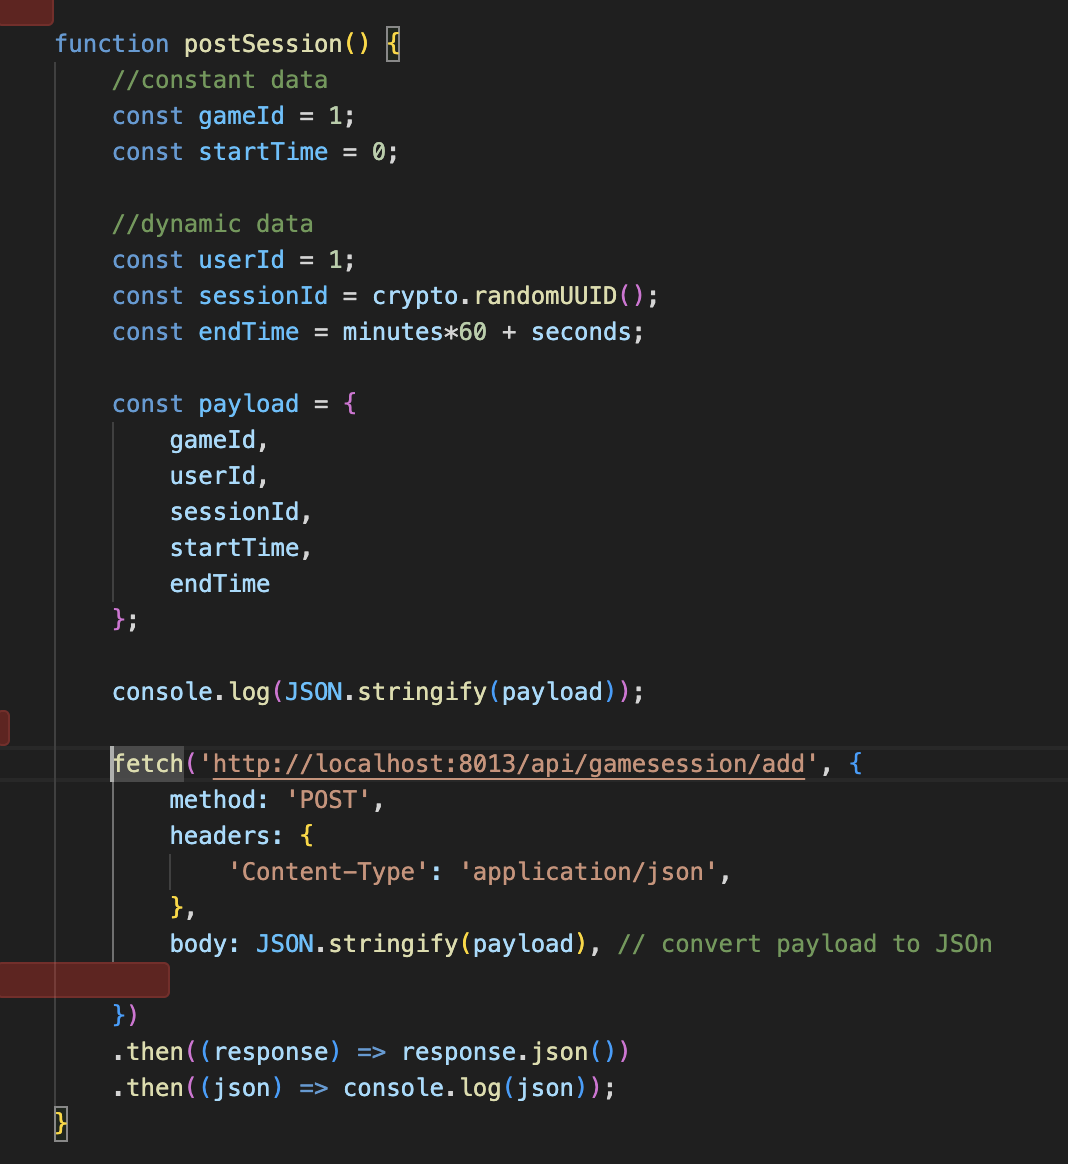 function postSession() {
//constant data
const gameId = 1;
const startTime = 0;
//dynamic data
const userId = 1;
const sessionId = crypto.randomUUID();
const endTime = minutes*60 + seconds;
const payload = {
gameId,
userId,
sessionId,
startTime,
endTime
};
console.log(JSON.stringify(payload));
fetch('http://localhost:8013/api/gamesession/add', {
method: 'POST',
headers: {
'Content-Type': 'application/json',
},
body: JSON.stringify(payload), // convert payload to JSOn
})
.then((response) => response.json())
.then((json) => console.log(json));
}